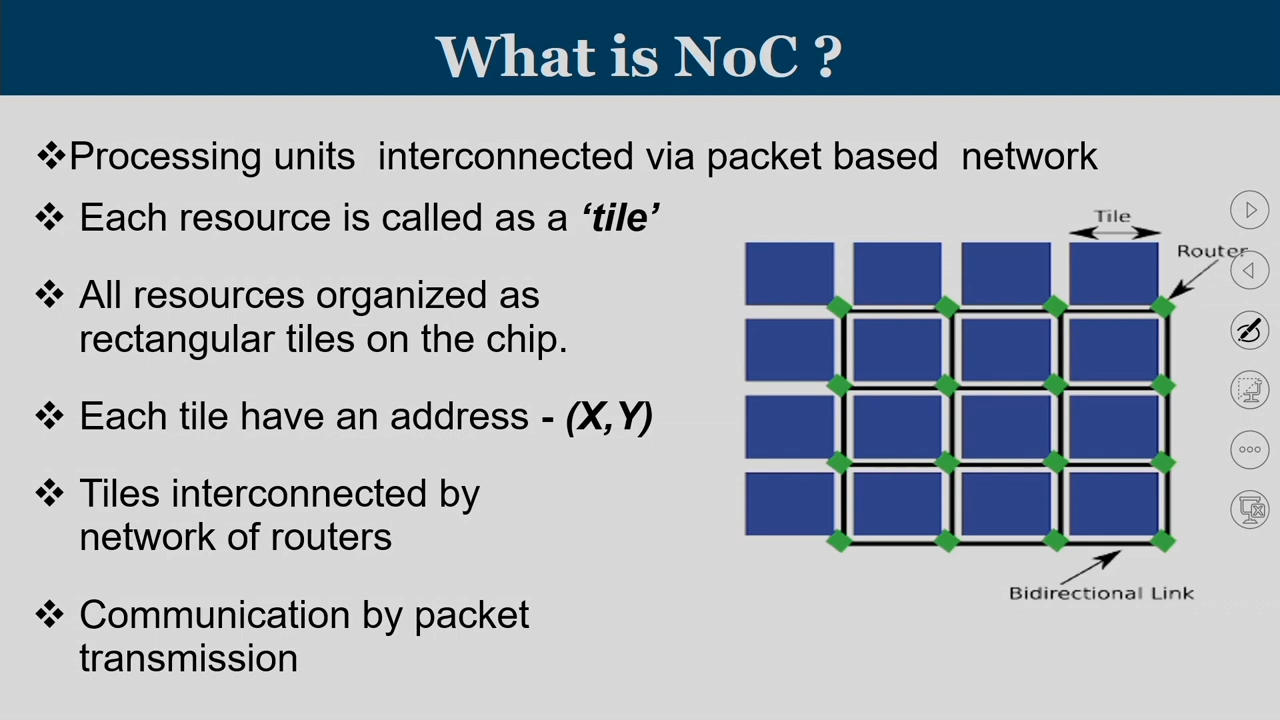 What is NoC ?
❖Processing units interconnected via packet based network
❖ Each resource is called as a ‘tile’
❖ All resources organized as
rectangular tiles on the chip.
❖ Each tile have an address - (X,Y)
❖ Tiles interconnected by
network of routers
❖ Communication by packet
transmission
Tile
Router
Bidirectional Link